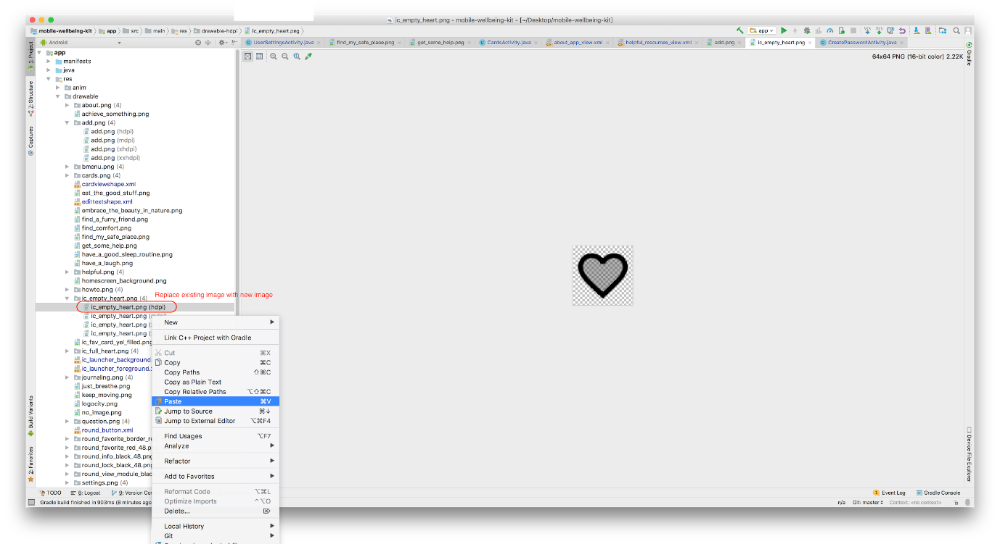 ic_empty_heart.png - mobile-wellbeing-kit - [~/Desktop/mobile-wellbeing-kit]
mobile-wellbeing-kit app src main res drawable-hdpi ic_empty_heart.png
app
Android
UserSettingsActivity.java find_my_safe_place.png get_some_help.png CardsActivity.java about_app_view.xml helpful_resources_view.xml add.png ic_empty_heart.png CreatePasswordActivity.java
64x64 PNG (16-bit color) 2.22K
1: Project
Z: Structure
Captures
Build Variants
2: Favorites
Gradle
Device File Explorer
app
manifests
java
res
anim
drawable
about.png (4)
achieve_something.png
add.png (4)
add.png (hdpi)
add.png (mdpi)
add.png (xhdpi)
add.png (xxhdpi)
bmenu.png (4)
cards.png (4)
cardviewshape.xml
eat_the_good_stuff.png
edittextshape.xml
embrace_the_beauty_in_nature.png
find_a_furry_friend.png
find_comfort.png
find_my_safe_place.png
get_some_help.png
have_a_good_sleep_routine.png
have_a_laugh.png
helpful.png (4)
homescreen_background.png
howto.png (4)
ic_empty_heart.png (4)
Replace existing image with new image
ic_empty_heart.png (hdpi)
ic_empty_heart.png
ic_empty_heart.png
ic_empty_heart.png
ic_fav_card_yel_filled.png
ic_full_heart.png (4)
ic_launcher_background.
ic_launcher_foreground.
journaling.png (4)
just_breathe.png
keep_moving.png
logocity.png
no_image.png
question.png (4)
round_button.xml
round_favorite_border_r
round_favorite_red_48.p
round_info_black_48.png
round_lock_black_48.png
round_view_module_blac
settings.png (4)
New
Link C++ Project with Gradle
Cut ⌘X
Copy ⌘C
Copy Paths ⇧⌘C
Copy as Plain Text
Copy Relative Paths ⌥⇧⌘C
Paste ⌘V
Jump to Source ⌘↓
Jump to External Editor ⌥⌘F4
Find Usages ⌥F7
Analyze
Refactor
Add to Favorites
Reformat Code ⌥⌘L
Optimize Imports ^⌥O
Delete... ⌦
Local History
Git
TODO 6: Logcat 9: Version Co
Event Log Gradle Console
Gradle build finished in 903ms (8 minutes ago
n/a Git: master Context: <no context>